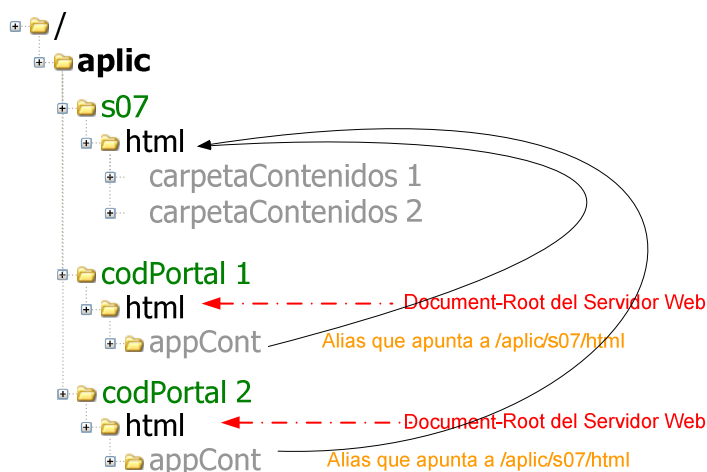 /
aplic
s07
html
carpetaContenidos 1
carpetaContenidos 2
codPortal 1
html
Document-Root del Servidor Web
appCont
Alias que apunta a /aplic/s07/html
codPortal 2
html
Document-Root del Servidor Web
appCont
Alias que apunta a /aplic/s07/html